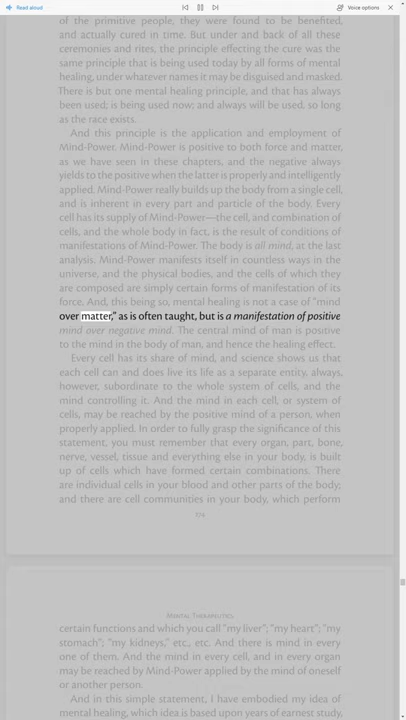 Read aloud
Voice options
of the primitive people, they were found to be benefited,
and actually cured in time. But under and back of all these
ceremonies and rites, the principle effecting the cure was the
same principle that is being used today by all forms of mental
healing, under whatever names it may be disguised and masked.
There is but one mental healing principle, and that has always
been used; is being used now; and always will be used, so long
as the race exists.
And this principle is the application and employment of
Mind-Power. Mind-Power is positive to both force and matter,
as we have seen in these chapters, and the negative always
yields to the positive when the latter is properly and intelligently
applied. Mind-Power really builds up the body from a single cell,
and is inherent in every part and particle of the body. Every
cell has its supply of Mind-Power—the cell, and combination of
cells, and the whole body in fact, is the result of conditions of
manifestations of Mind-Power. The body is all mind, at the last
analysis. Mind-Power manifests itself in countless ways in the
universe, and the physical bodies, and the cells of which they
are composed are simply certain forms of manifestation of its
force. And, this being so, mental healing is not a case of "mind
over matter," as is often taught, but is a manifestation of positive
mind over negative mind. The central mind of man is positive
to the mind in the body of man, and hence the healing effect.
Every cell has its share of mind, and science shows us that
each cell can and does live its life as a separate entity, always,
however, subordinate to the whole system of cells, and the
mind controlling it. And the mind in each cell, or system of
cells, may be reached by the positive mind of a person, when
properly applied. In order to fully grasp the significance of this
statement, you must remember that every organ, part, bone,
nerve, vessel, tissue and everything else in your body, is built
up of cells which have formed certain combinations. There
are individual cells in your blood and other parts of the body;
and there are cell communities in your body, which perform
Mental Therapeutics
certain functions and which you call "my liver"; "my heart"; "my
stomach"; "my kidneys," etc., etc. And there is mind in every
one of them. And the mind in every cell, and in every organ
may be reached by Mind-Power applied by the mind of oneself
or another person.
And in this simple statement, I have embodied my idea of
mental healing, which idea is based upon years of earnest study,